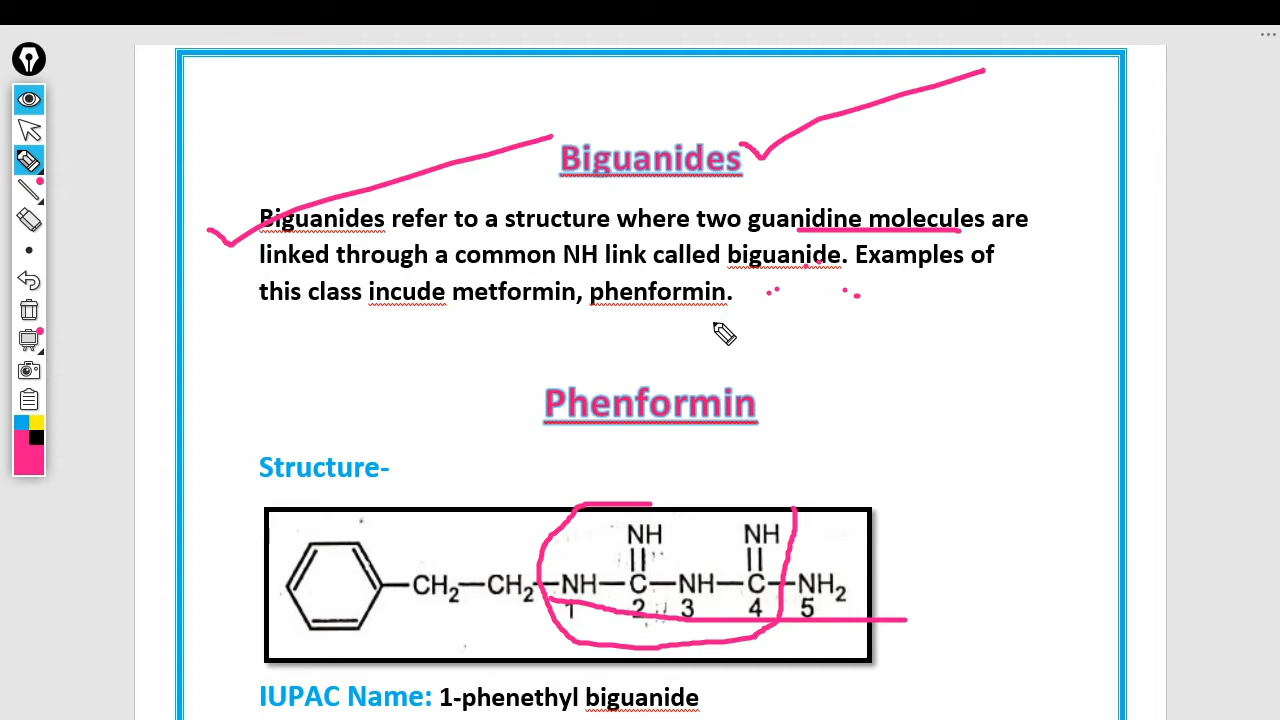 Biguanides
Biguanides refer to a structure where two guanidine molecules are
linked through a common NH link called biguanide. Examples of
this class incude metformin, phenformin.
Phenformin
Structure-
NH NH
CH₂—CH₂—NH—C—NH—C—NH₂
1 2 3 4 5
IUPAC Name: 1-phenethyl biguanide